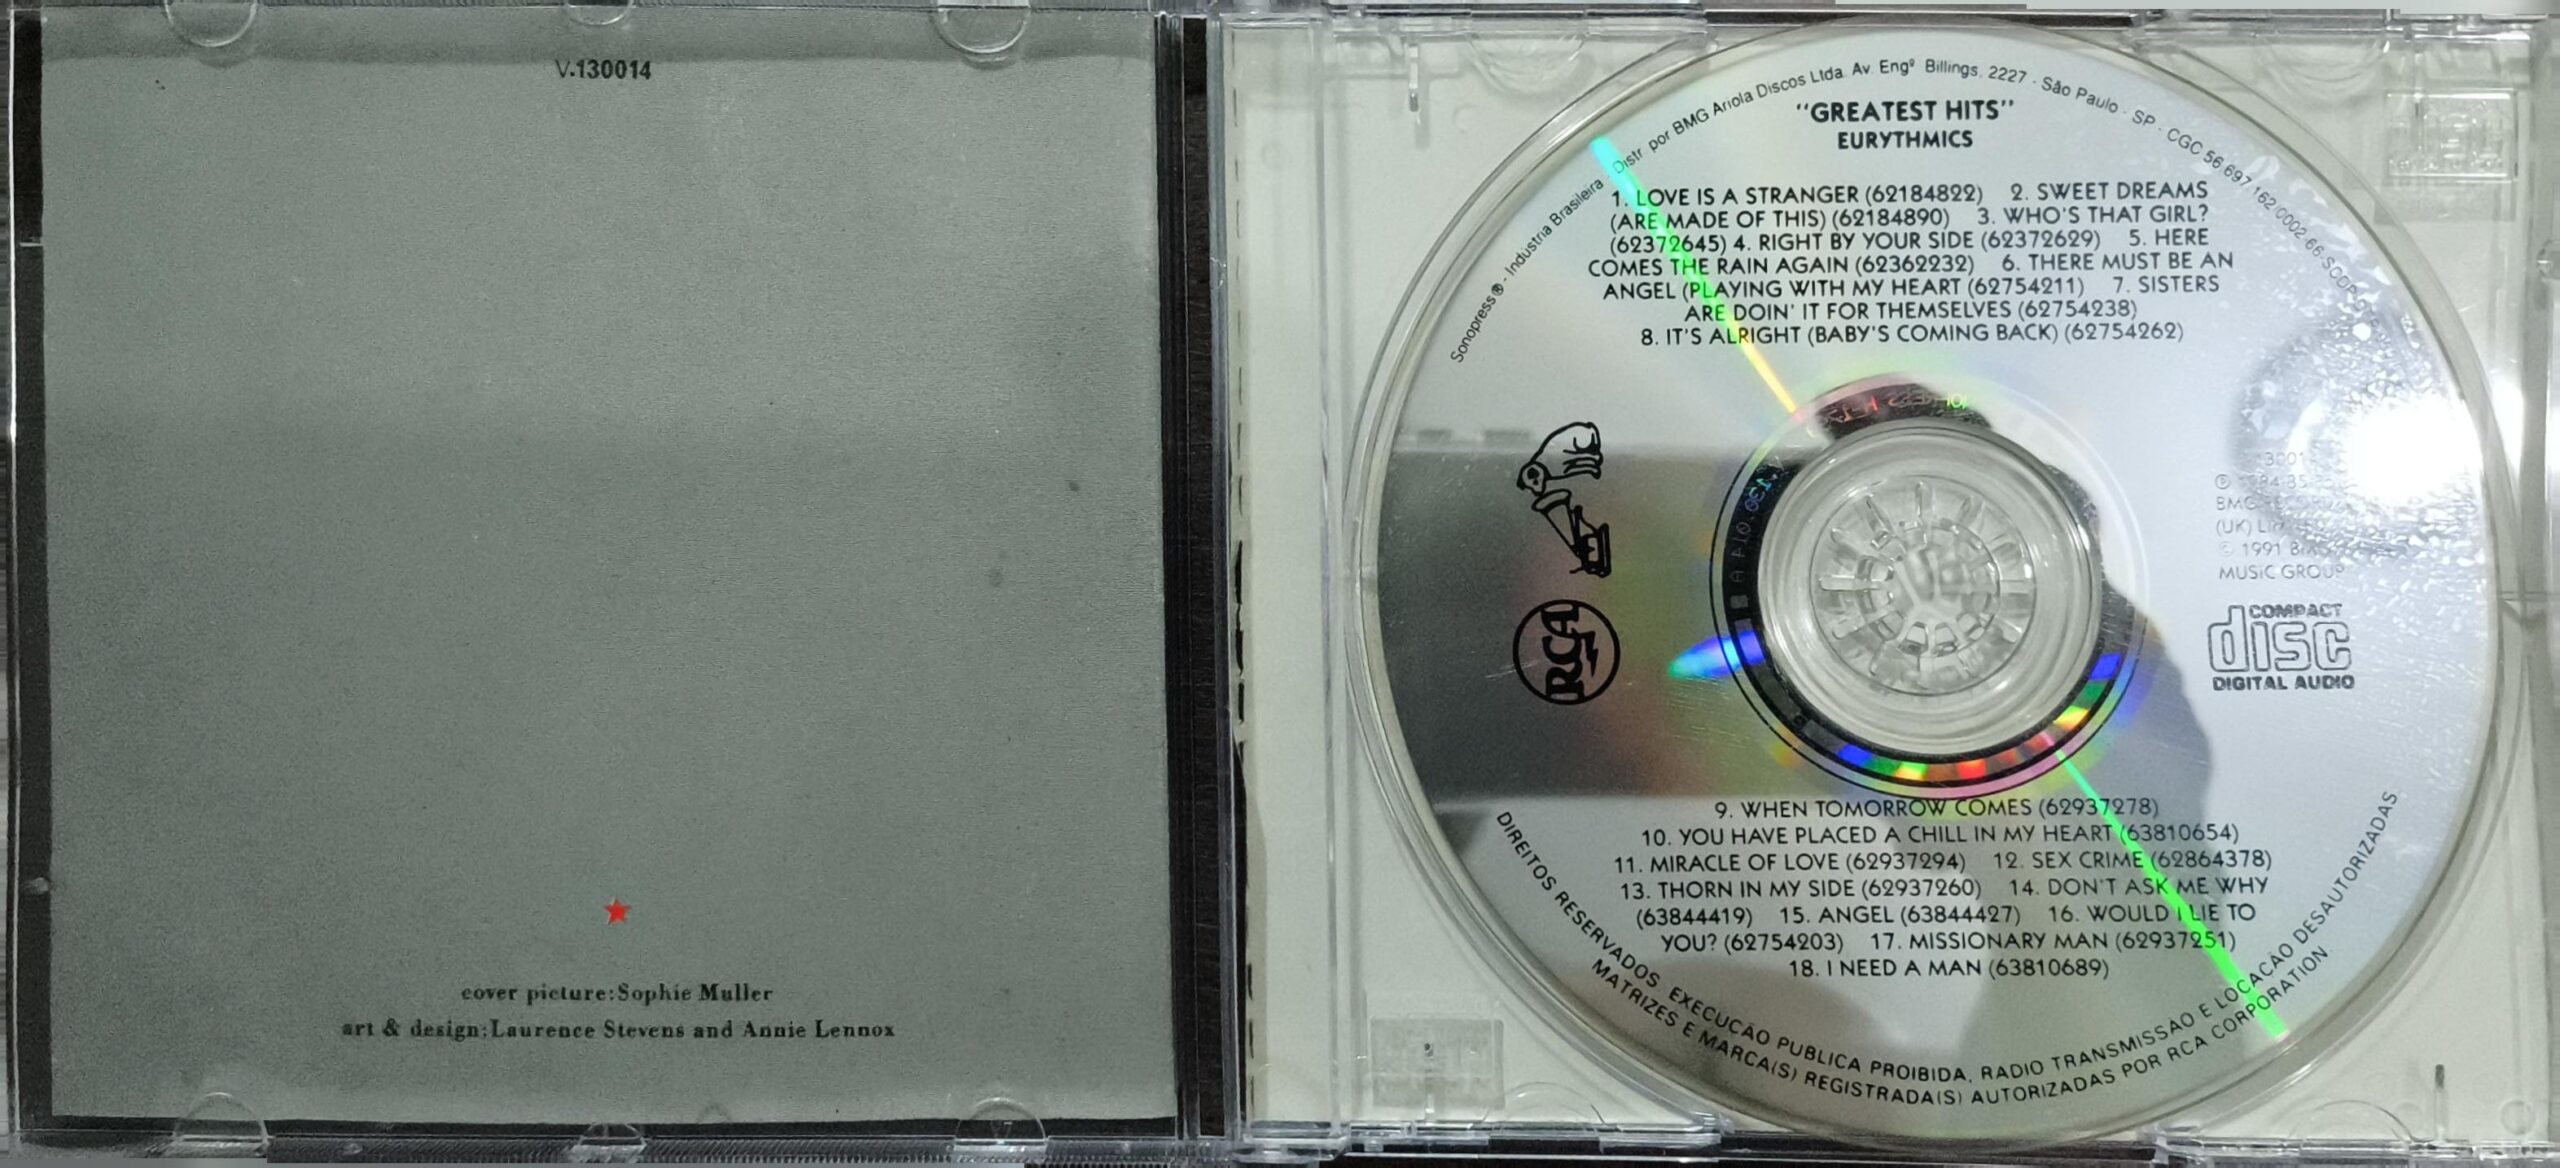 V.130014
cover picture:Sophie Muller
art & design:Laurence Stevens and Annie Lennox
Sonopress® - Indústria Brasileira - Distr. por BMG Ariola Discos Ltda. Av. Engº Billings, 2227 - São Paulo - SP - CGC 56.697.162/0002-66
"GREATEST HITS"
EURYTHMICS
1. LOVE IS A STRANGER (62184822) 2. SWEET DREAMS
(ARE MADE OF THIS) (62184890) 3. WHO'S THAT GIRL?
(62372645) 4. RIGHT BY YOUR SIDE (62372629) 5. HERE
COMES THE RAIN AGAIN (62362232) 6. THERE MUST BE AN
ANGEL (PLAYING WITH MY HEART (62754211) 7. SISTERS
ARE DOIN' IT FOR THEMSELVES (62754238)
8. IT'S ALRIGHT (BABY'S COMING BACK) (62754262)
RCA
BMG
(UK)
© 1991
MUSIC GROUP
COMPACT
disc
DIGITAL AUDIO
9. WHEN TOMORROW COMES (62937278)
10. YOU HAVE PLACED A CHILL IN MY HEART (63810654)
11. MIRACLE OF LOVE (62937294) 12. SEX CRIME (62864378)
13. THORN IN MY SIDE (62937260) 14. DON'T ASK ME WHY
(63844419) 15. ANGEL (63844427) 16. WOULD I LIE TO
YOU? (62754203) 17. MISSIONARY MAN (62937251)
18. I NEED A MAN (63810689)
DIREITOS RESERVADOS EXECUÇÃO PUBLICA PROIBIDA, RADIO TRANSMISSÃO E LOCAÇÃO DESAUTORIZADAS
MATRIZES E MARCA(S) REGISTRADA(S) AUTORIZADAS POR RCA CORPORATION.